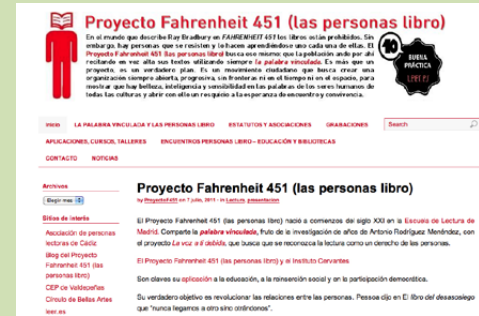 Proyecto Fahrenheit 451 (las personas libro)
En el mundo que describe Ray Bradbury en FAHRENHEIT 451 los libros están prohibidos. Sin
embargo, hay personas que se resisten y lo hacen aprendiéndose uno cada una de ellas. El
Proyecto Fahrenheit 451 (las personas libro) busca eso mismo: que la población ande por ahí
recitando en voz alta sus textos utilizando siempre la palabra vinculada. Es más que un
proyecto, es un verdadero plan. Es un movimiento ciudadano que busca crear una
organización siempre abierta, progresiva, sin fronteras ni en el tiempo ni en el espacio, para
mostrar que hay belleza, inteligencia y sensibilidad en las palabras de los seres humanos de
todas las culturas y abrir con ello un resquicio a la esperanza de encuentro y convivencia.
BUENA
PRÁCTICA
Inicio LA PALABRA VINCULADA Y LAS PERSONAS LIBRO ESTATUTOS Y ASOCIACIONES GRABACIONES Search
APLICACIONES, CURSOS, TALLERES ENCUENTROS PERSONAS LIBRO – EDUCACIÓN Y BIBLIOTECAS
CONTACTO NOTICIAS
Archivos
Elegir mes
Sitios de interés
Asociación de personas
lectoras de Cádiz
Blog del Proyecto
Fahrenheit 451 (las
personas libro)
CEP de Valdepeñas
Círculo de Bellas Artes
leer.es
Proyecto Fahrenheit 451 (las personas libro)
by Proyecto451 on 7 julio, 2011 · in Lectura, presentacion
El Proyecto Fahrenheit 451 (las personas libro) nació a comienzos del siglo XXI en la Escuela de Lectura de
Madrid. Comparte la palabra vinculada, fruto de la investigación de años de Antonio Rodríguez Menéndez, con
el proyecto La voz a ti debida, que busca que se reconozca la lectura como un derecho de las personas.
El Proyecto Fahrenheit 451 (las personas libro) y el Instituto Cervantes
Son claves su aplicación a la educación, a la reinserción social y en la participación democrática.
Su verdadero objetivo es revolucionar las relaciones entre las personas. Pessoa dijo en El libro del desasosiego
que "nunca llegamos a otro sino otrándonos".